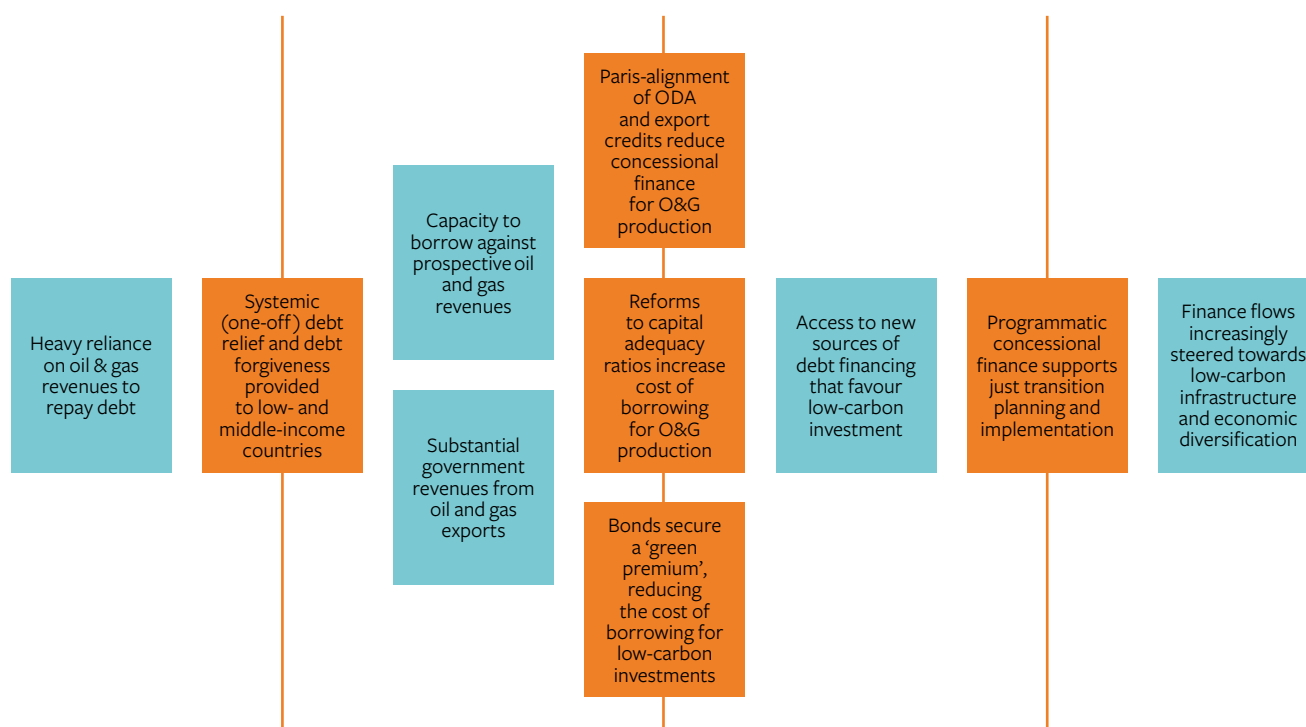 Heavy reliance
on oil & gas
revenues to
repay debt
Systemic
(one-off) debt
relief and debt
forgiveness
provided
to low- and
middle-income
countries
Capacity to
borrow against
prospective oil
and gas
revenues
Substantial
government
revenues from
oil and gas
exports
Paris-alignment
of ODA
and export
credits reduce
concessional
finance
for O&G
production
Reforms
to capital
adequacy
ratios increase
cost of
borrowing
for O&G
production
Bonds secure
a ‘green
premium’,
reducing
the cost of
borrowing for
low-carbon
investments
Access to new
sources of
debt financing
that favour
low-carbon
investment
Programmatic
concessional
finance supports
just transition
planning and
implementation
Finance flows
increasingly
steered towards
low-carbon
infrastructure
and economic
diversification